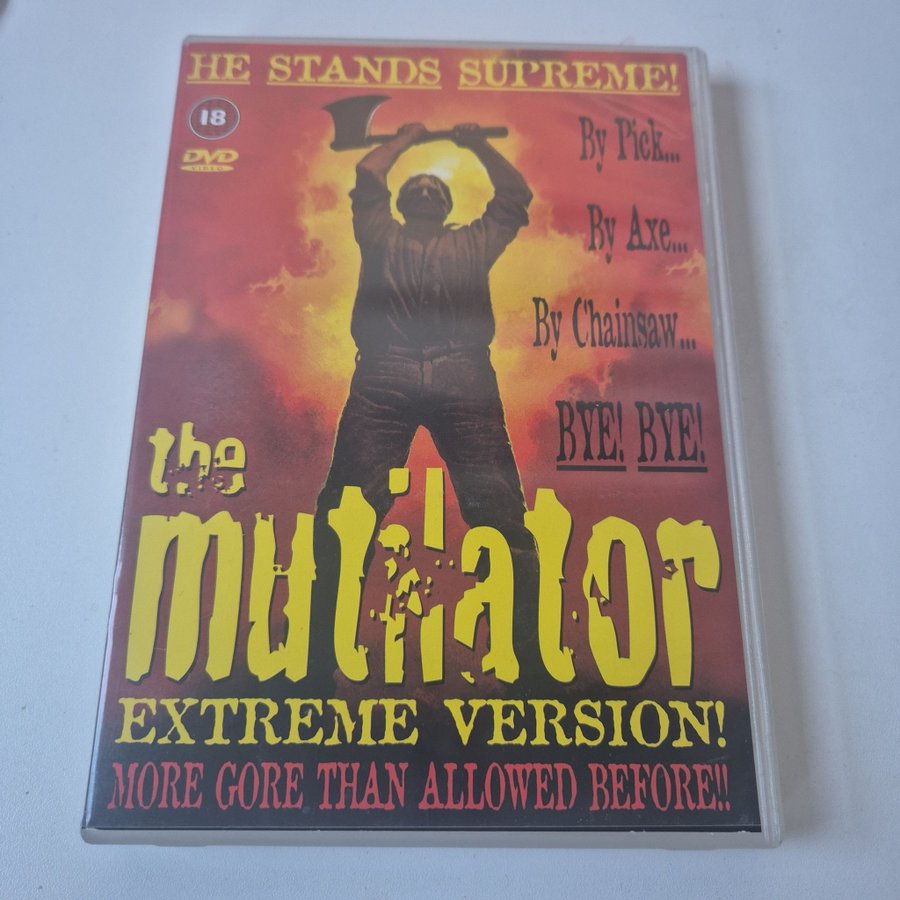 HE STANDS SUPREME!
18
DVD
VIDEO
By Pick...
By Axe...
By Chainsaw...
BYE! BYE!
the
mutilator
EXTREME VERSION!
MORE GORE THAN ALLOWED BEFORE!!